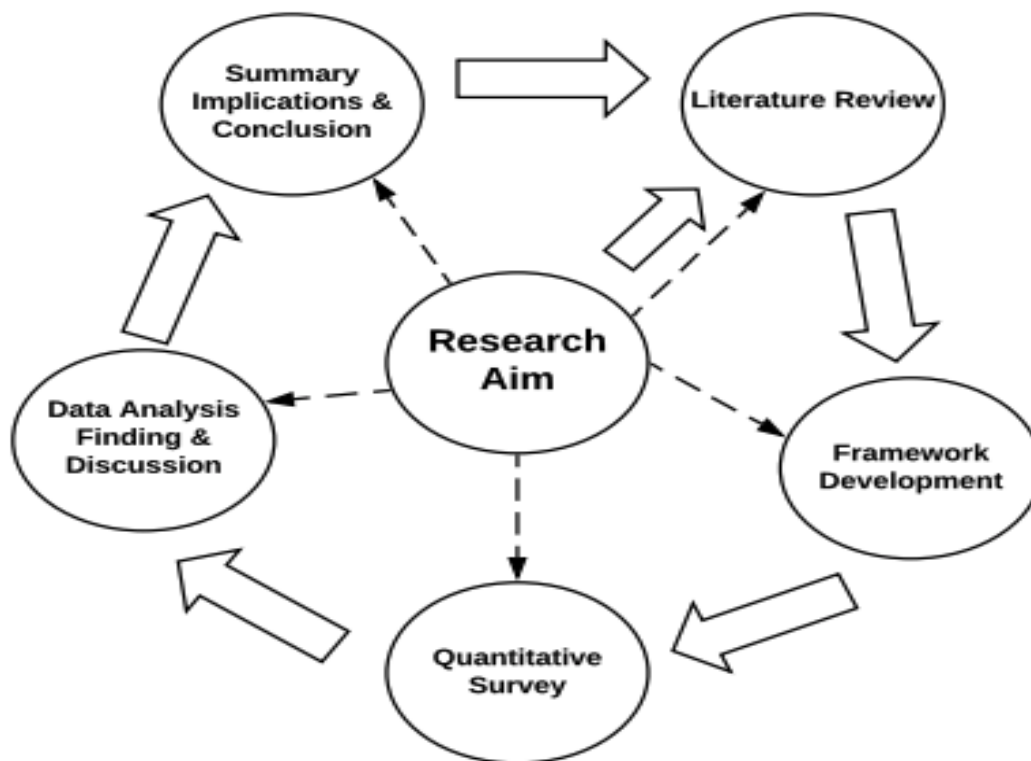 Summary
Implications &
Conclusion
Literature Review
Research
Aim
Data Analysis
Finding &
Discussion
Framework
Development
Quantitative
Survey